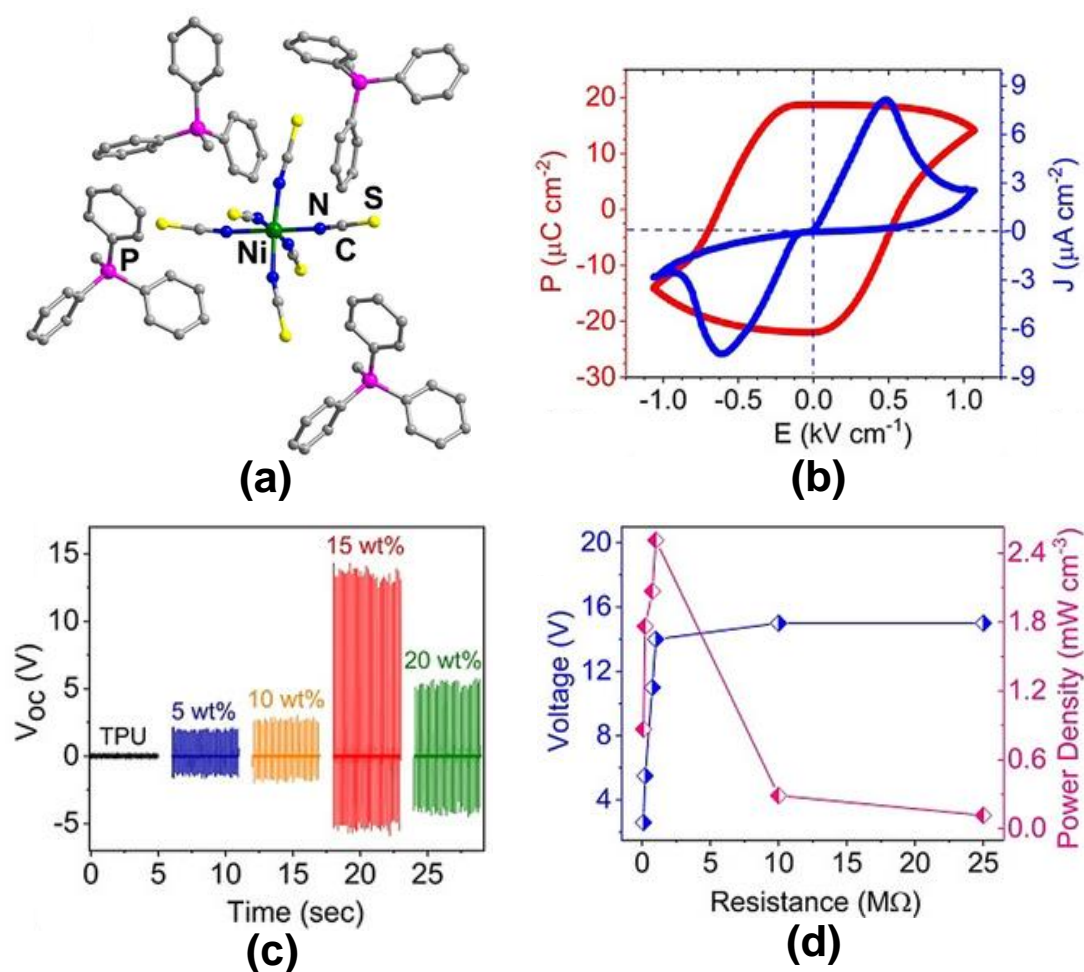 P
Ni
N
C
S
(a)
P (μC cm⁻²)
20
10
0
-10
-20
-30
-1.0 -0.5 0 0.5 1.0
E (kV cm⁻¹)
9
6
3
0
-3
-6
-9
J (μA cm⁻²)
(b)
V_OC (V)
15
10
5
0
-5
TPU
5 wt%
10 wt%
15 wt%
20 wt%
0 5 10 15 20 25
Time (sec)
(c)
Voltage (V)
20
16
12
8
4
0 5 10 15 20 25
Resistance (MΩ)
2.4
1.8
1.2
0.6
0.0
Power Density (mW cm⁻³)
(d)